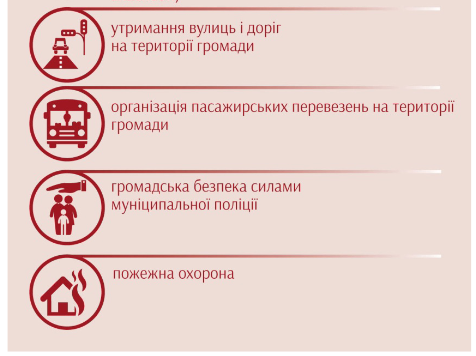 утримання вулиць і доріг
на території громади
організація пасажирських перевезень на території
громади
громадська безпека силами
муніципальної поліції
пожежна охорона